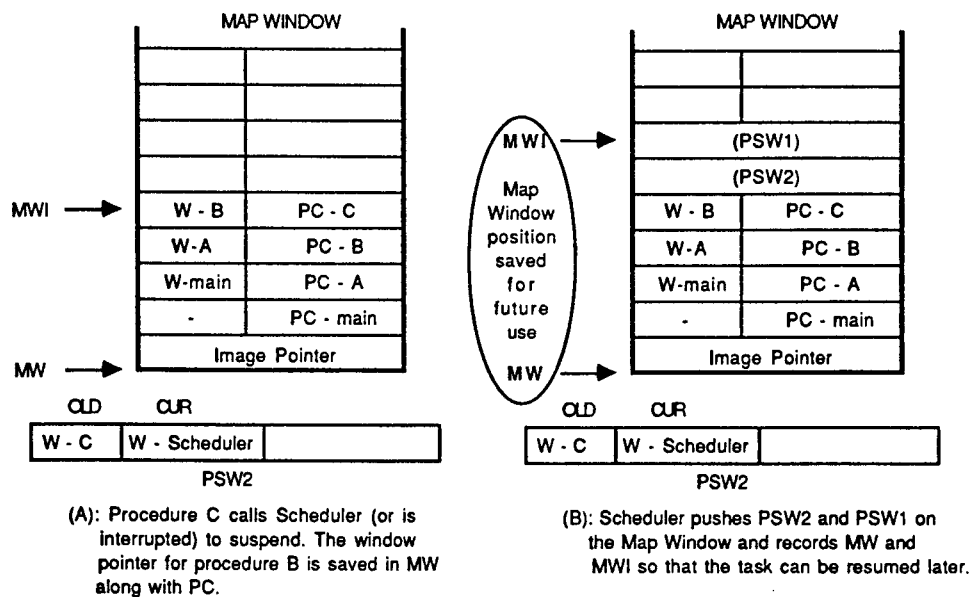 MAP WINDOW
MWI
W - B PC - C
W-A PC - B
W-main PC - A
- PC - main
Image Pointer
MW
OLD CUR
W - C W - Scheduler
PSW2
(A): Procedure C calls Scheduler (or is
interrupted) to suspend. The window
pointer for procedure B is saved in MW
along with PC.
MAP WINDOW
MWI
Map
Window
position
saved
for
future
use
MW
(PSW1)
(PSW2)
W - B PC - C
W-A PC - B
W-main PC - A
- PC - main
Image Pointer
OLD CUR
W - C W - Scheduler
PSW2
(B): Scheduler pushes PSW2 and PSW1 on
the Map Window and records MW and
MWI so that the task can be resumed later.